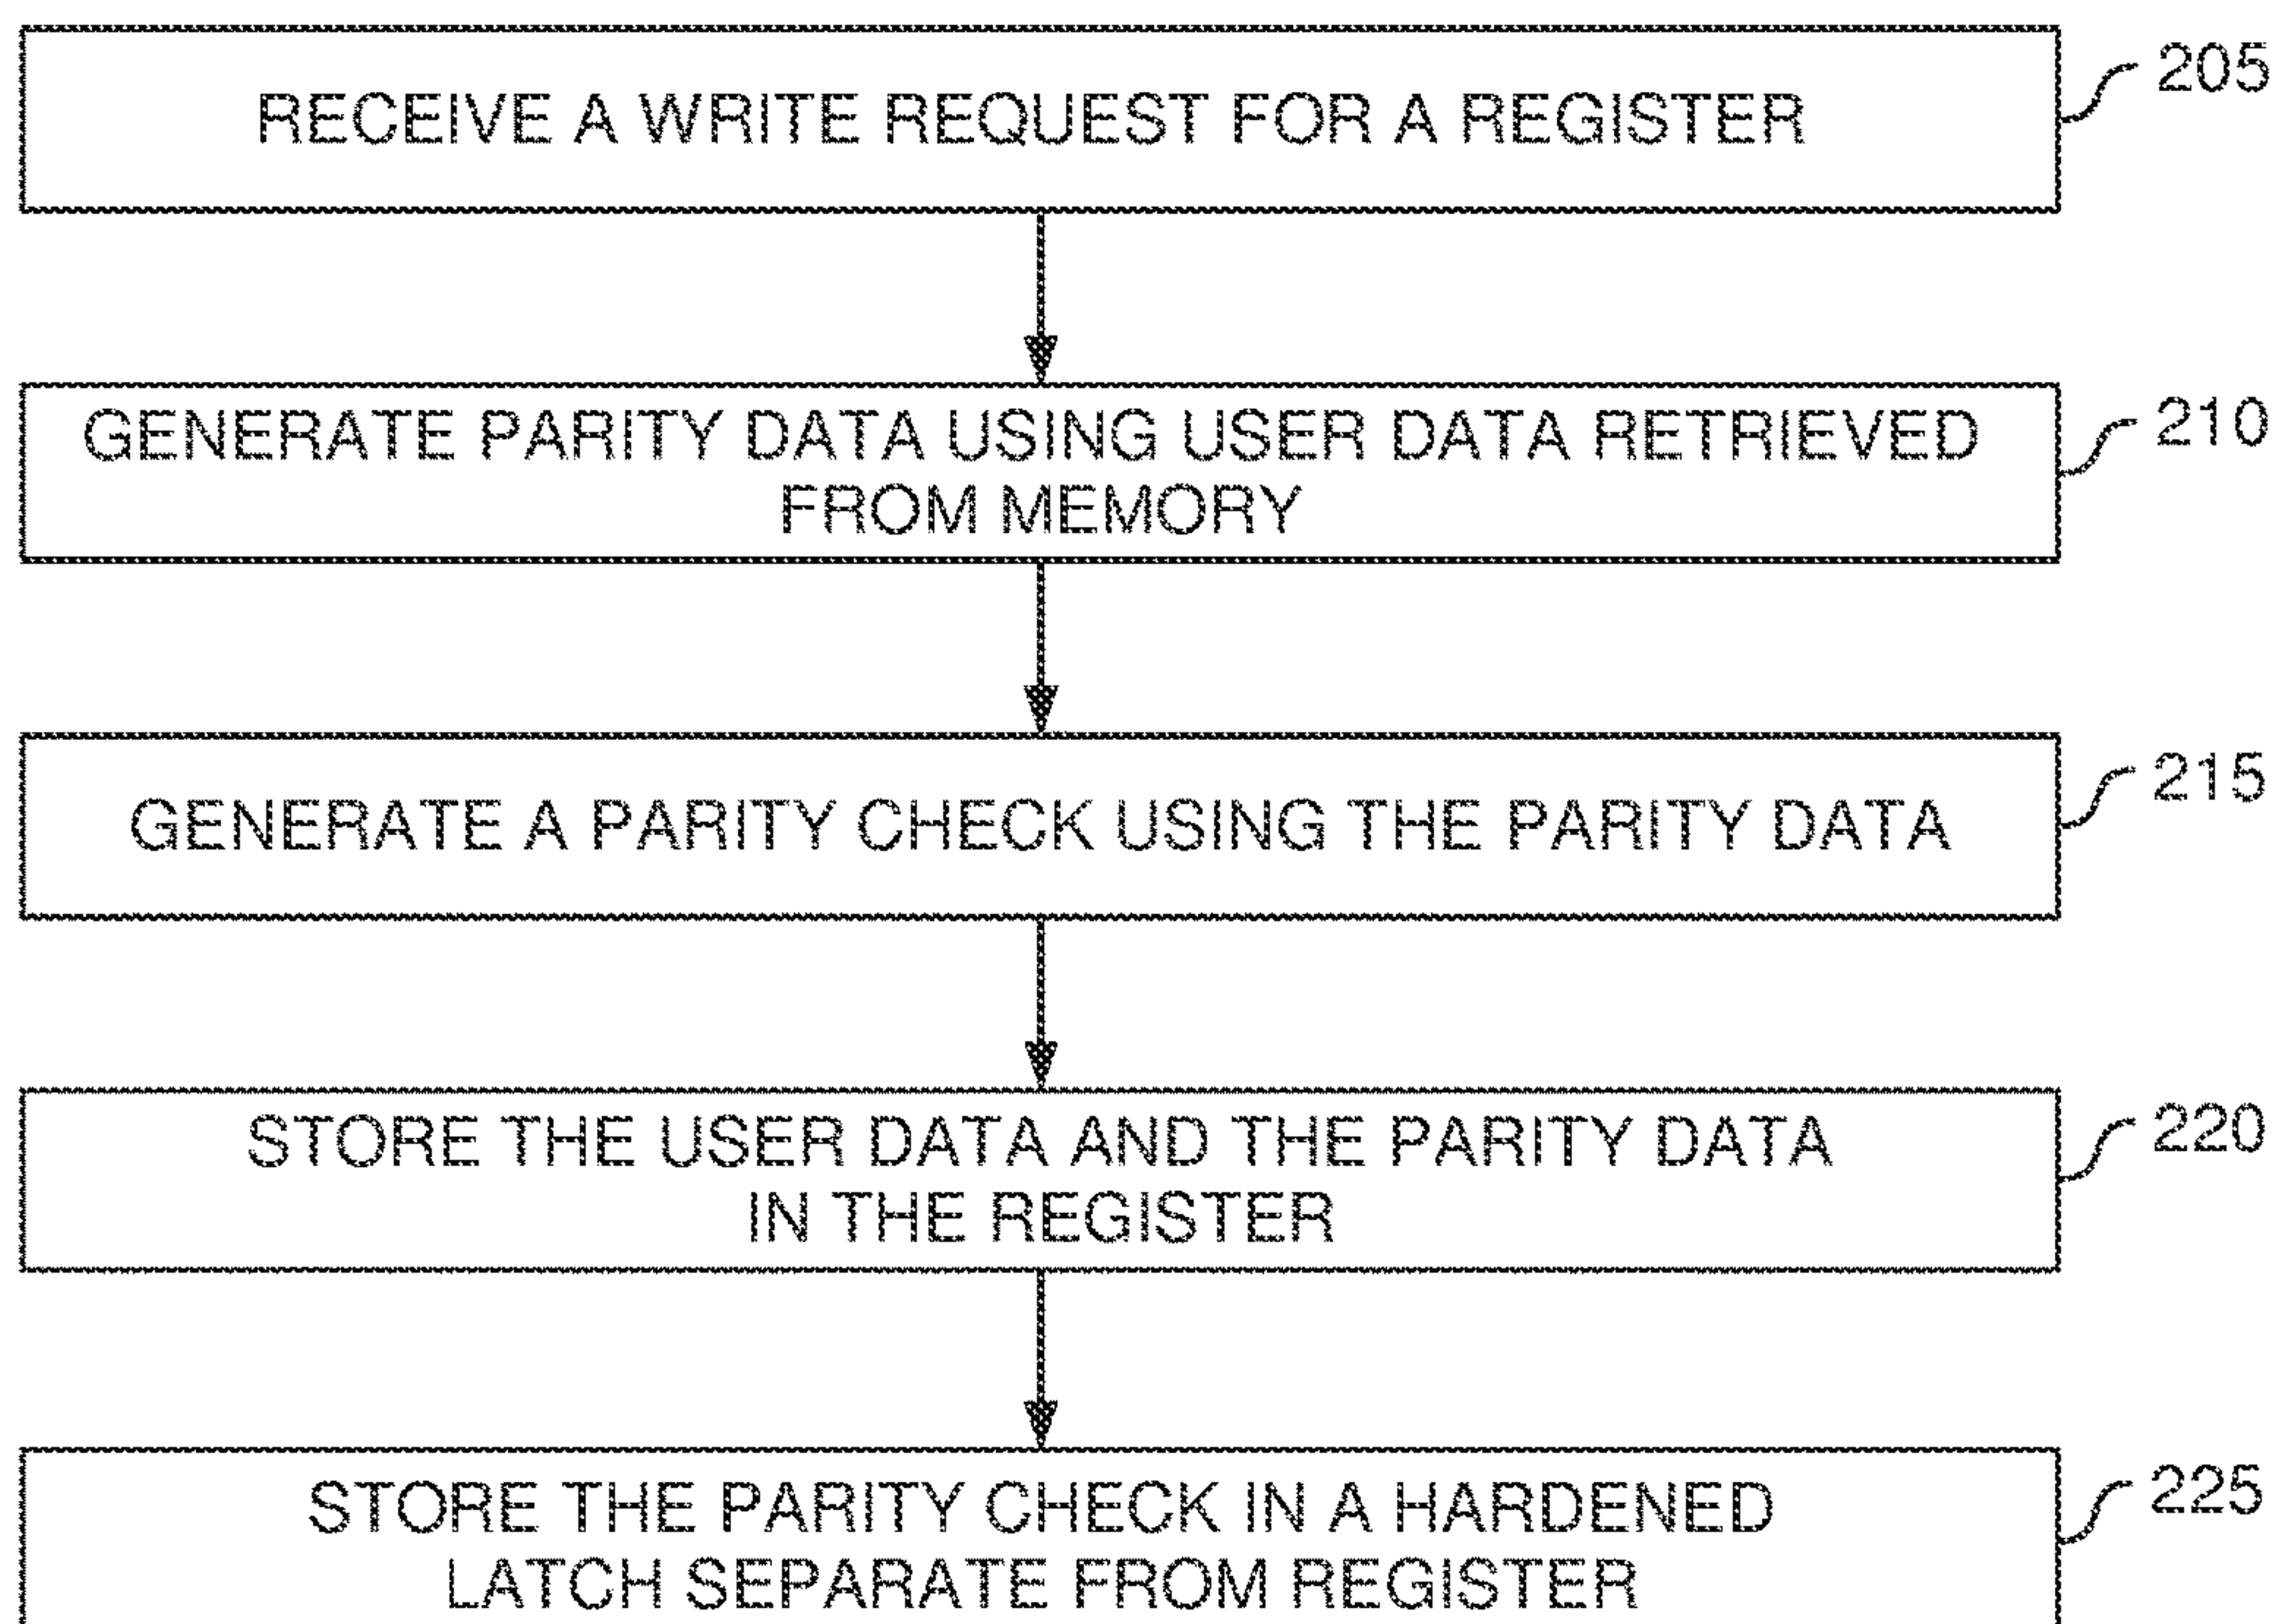 RECEIVE A WRITE REQUEST FOR A REGISTER
205
GENERATE PARITY DATA USING USER DATA RETRIEVED
FROM MEMORY
210
GENERATE A PARITY CHECK USING THE PARITY DATA
215
STORE THE USER DATA AND THE PARITY DATA
IN THE REGISTER
220
STORE THE PARITY CHECK IN A HARDENED
LATCH SEPARATE FROM REGISTER
225